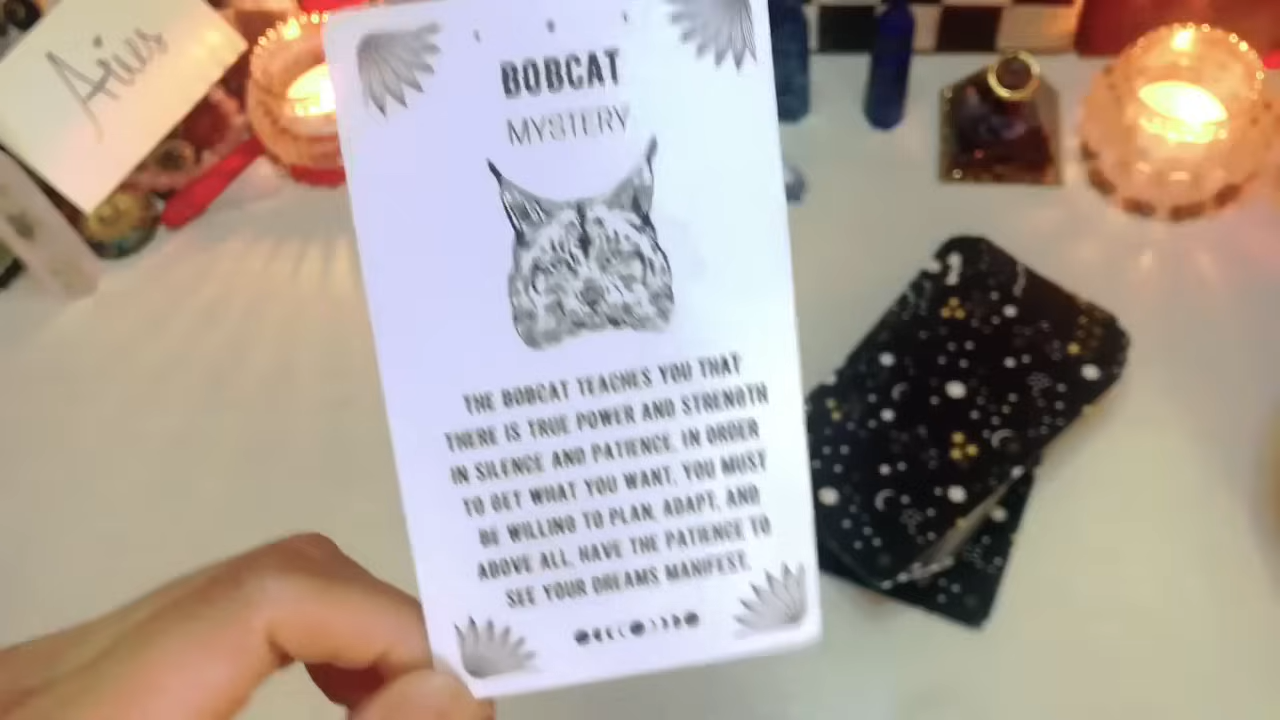 Aries
BOBCAT
MYSTERY
THE BOBCAT TEACHES YOU THAT
THERE IS TRUE POWER AND STRENGTH
IN SILENCE AND PATIENCE. IN ORDER
TO GET WHAT YOU WANT, YOU MUST
BE WILLING TO PLAN, ADAPT, AND
ABOVE ALL, HAVE THE PATIENCE TO
SEE YOUR DREAMS MANIFEST.